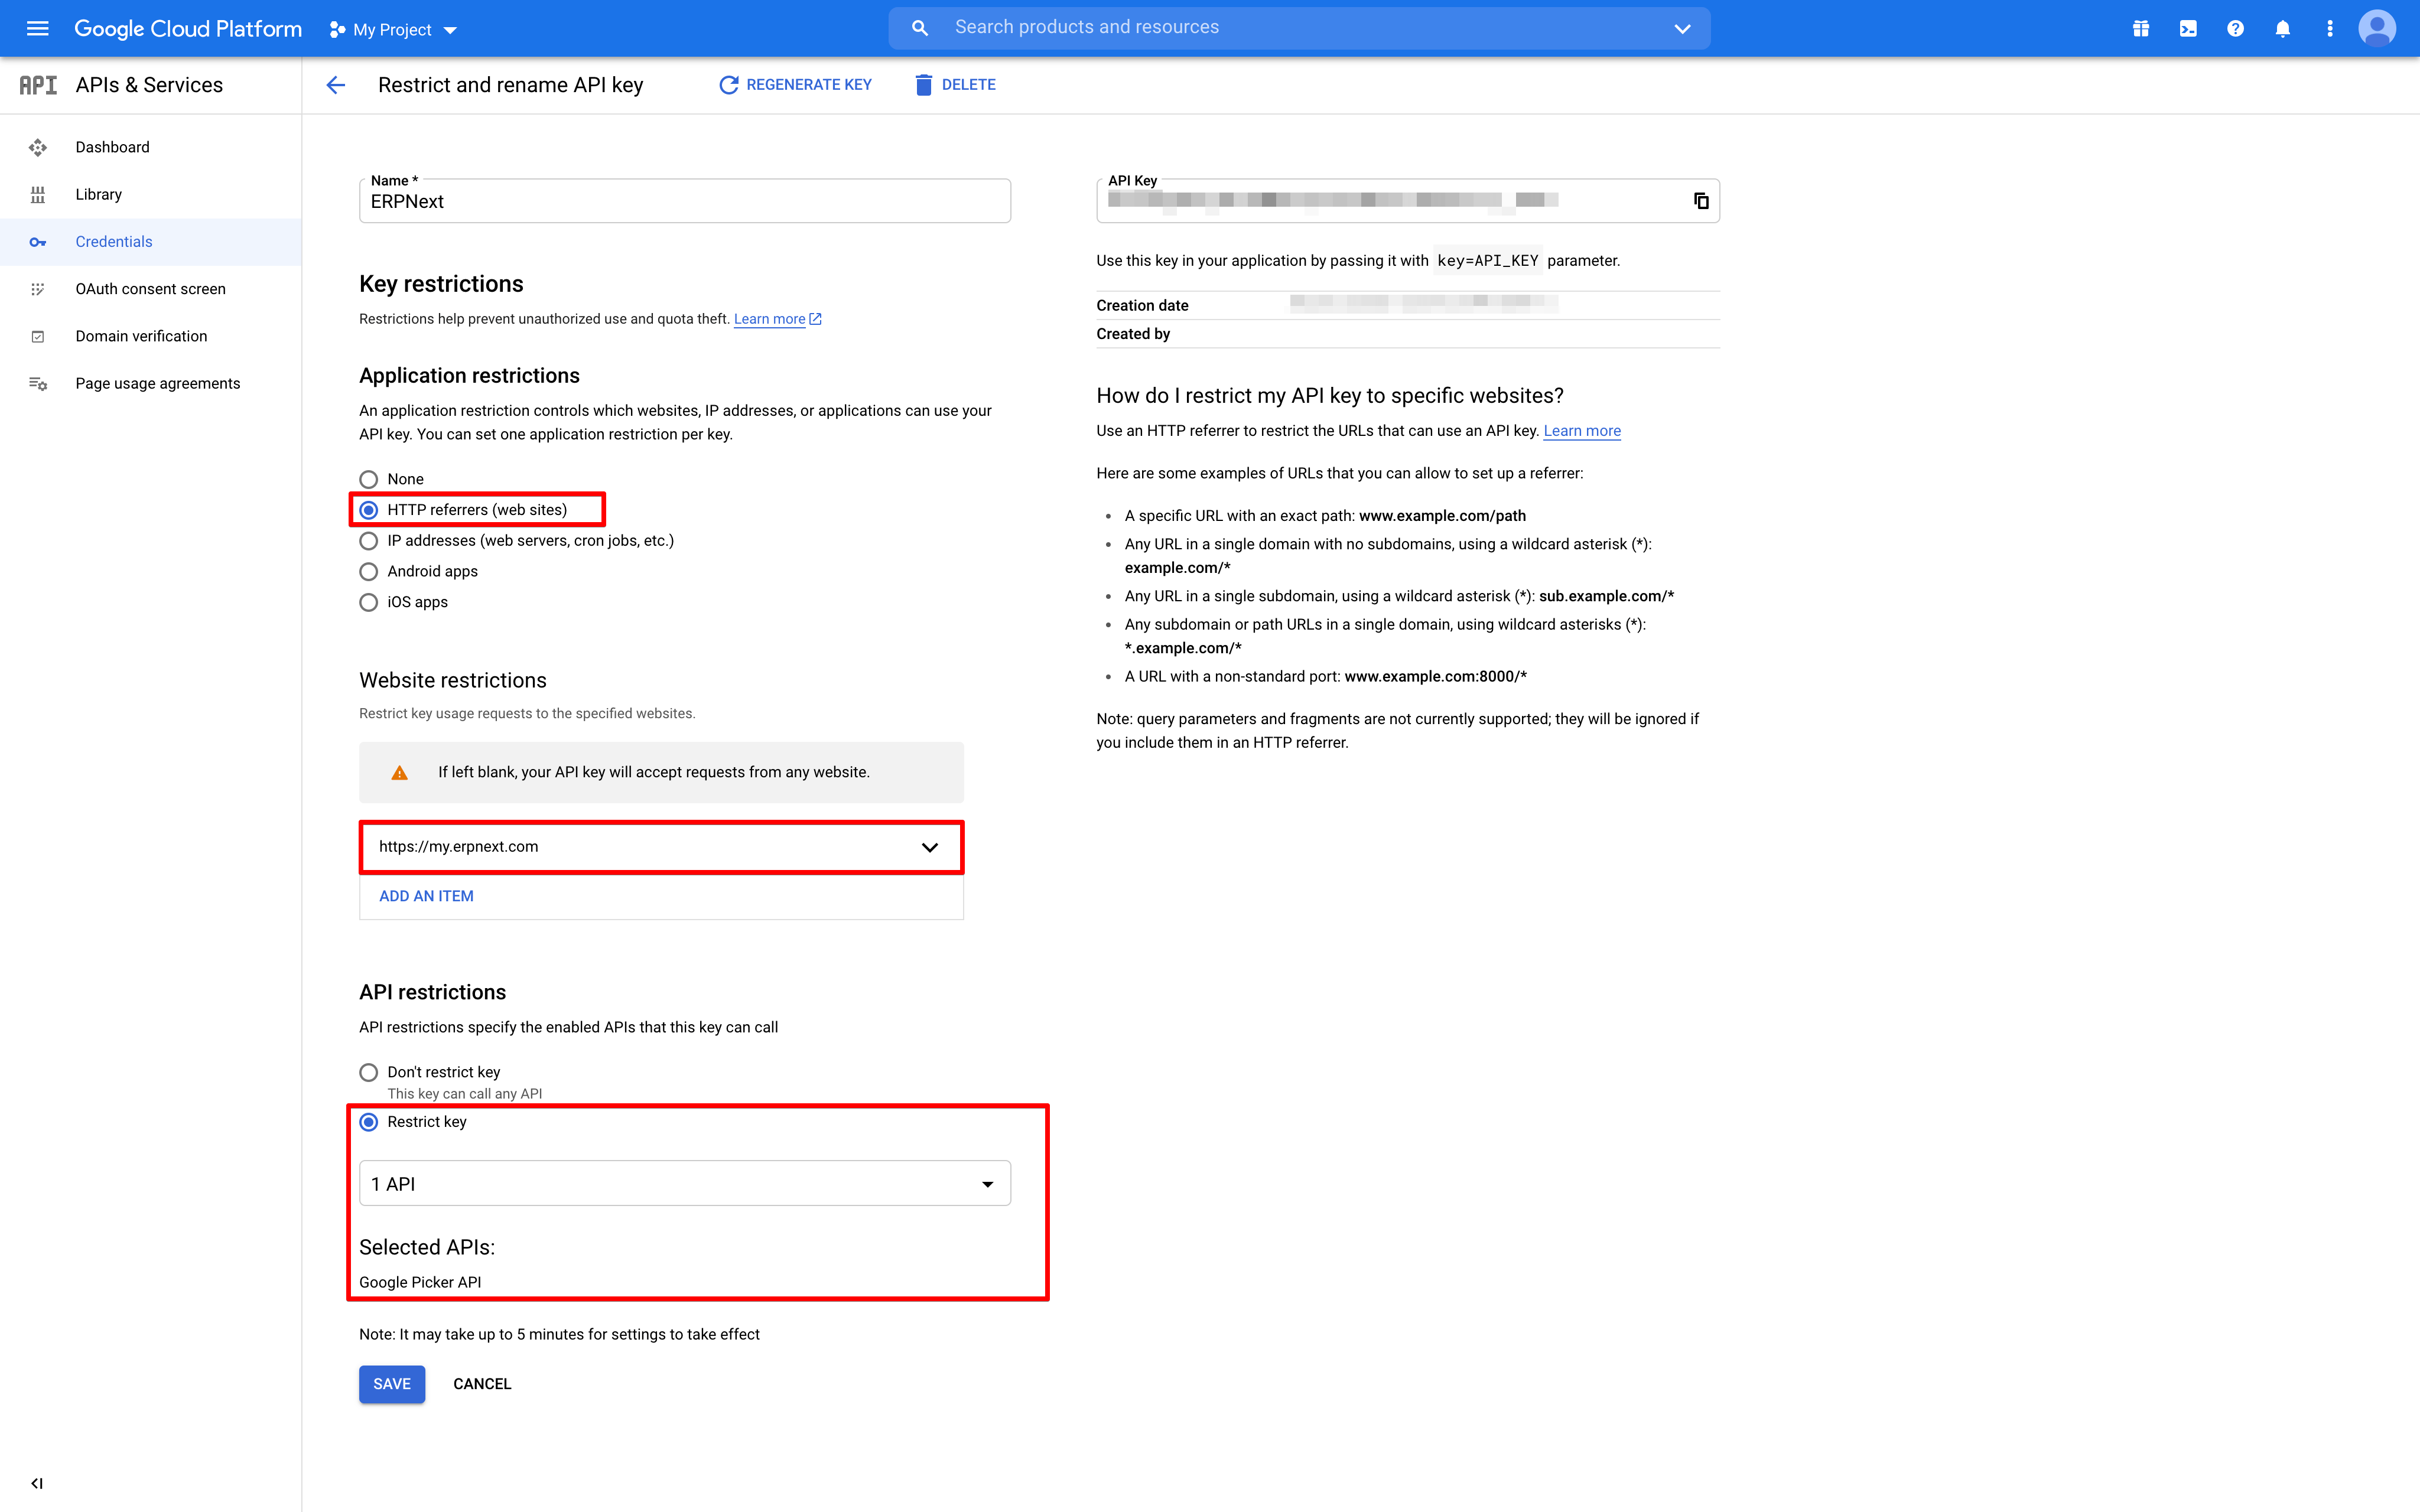 Google Cloud Platform
My Project
Search products and resources
API
APIs & Services
Restrict and rename API key
REGENERATE KEY
DELETE
Dashboard
Library
Credentials
OAuth consent screen
Domain verification
Page usage agreements
Name *
ERPNext
Key restrictions
Restrictions help prevent unauthorized use and quota theft. Learn more
Application restrictions
An application restriction controls which websites, IP addresses, or applications can use your
API key. You can set one application restriction per key.
None
HTTP referrers (web sites)
IP addresses (web servers, cron jobs, etc.)
Android apps
iOS apps
Website restrictions
Restrict key usage requests to the specified websites.
If left blank, your API key will accept requests from any website.
https://my.erpnext.com
ADD AN ITEM
API restrictions
API restrictions specify the enabled APIs that this key can call
Don't restrict key
This key can call any API
Restrict key
1 API
Selected APIs:
Google Picker API
Note: It may take up to 5 minutes for settings to take effect
SAVE
CANCEL
API Key
Use this key in your application by passing it with key=API_KEY parameter.
Creation date
Created by
How do I restrict my API key to specific websites?
Use an HTTP referrer to restrict the URLs that can use an API key. Learn more
Here are some examples of URLs that you can allow to set up a referrer:
• A specific URL with an exact path: www.example.com/path
• Any URL in a single domain with no subdomains, using a wildcard asterisk (*):
example.com/*
• Any URL in a single subdomain, using a wildcard asterisk (*): sub.example.com/*
• Any subdomain or path URLs in a single domain, using wildcard asterisks (*):
*.example.com/*
• A URL with a non-standard port: www.example.com:8000/*
Note: query parameters and fragments are not currently supported; they will be ignored if
you include them in an HTTP referrer.